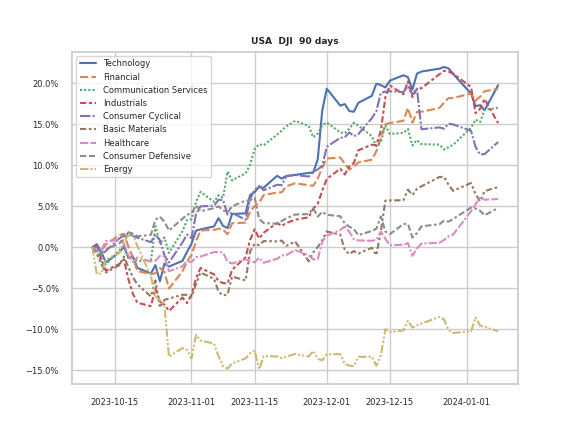 USA DJI 90 days
Technology
Financial
Communication Services
Industrials
Consumer Cyclical
Basic Materials
Healthcare
Consumer Defensive
Energy
20.0%
15.0%
10.0%
5.0%
0.0%
−5.0%
−10.0%
−15.0%
2023-10-15
2023-11-01
2023-11-15
2023-12-01
2023-12-15
2024-01-01